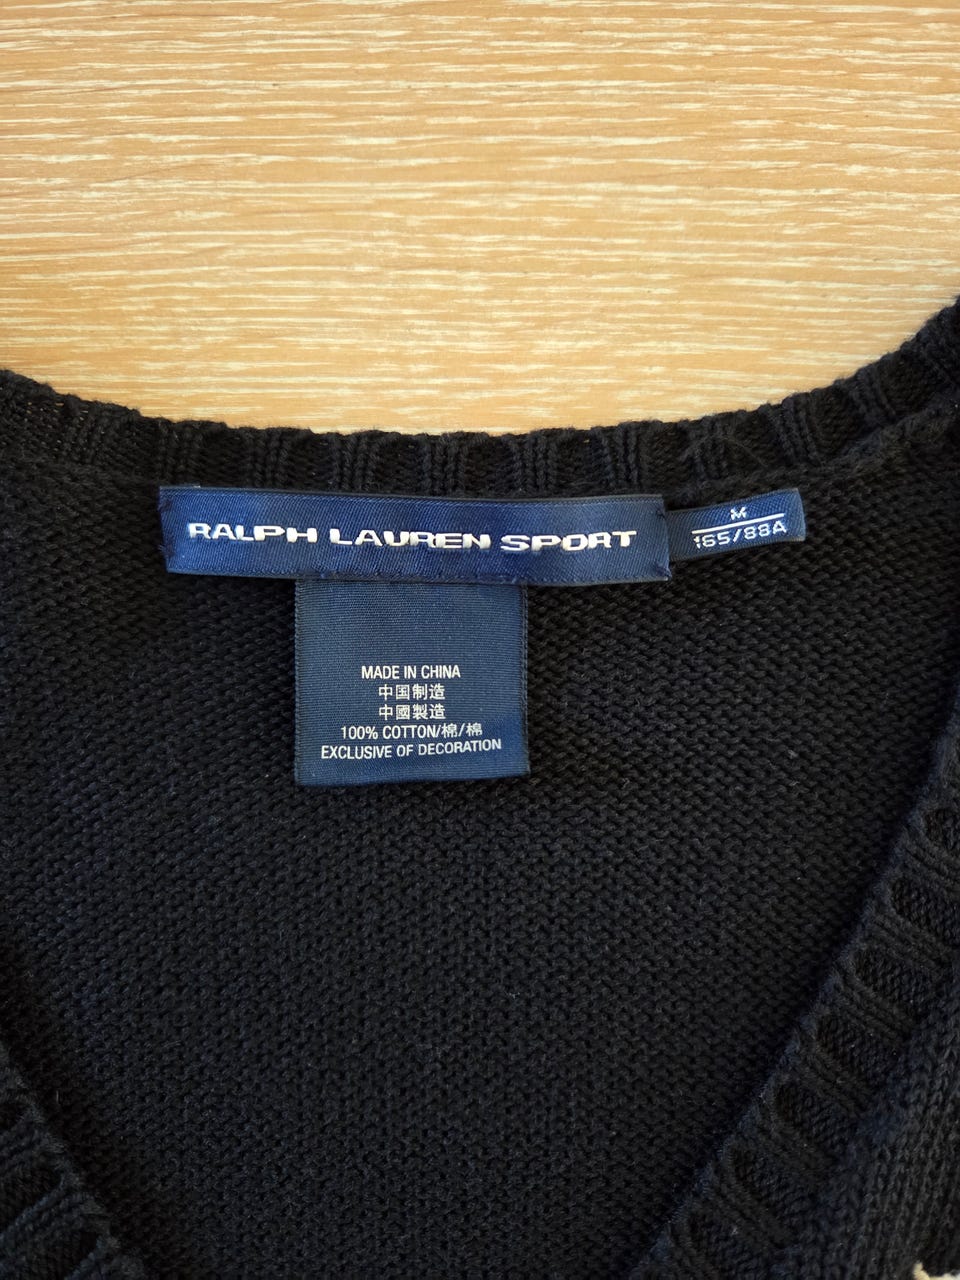 RALPH LAUREN SPORT
M
165/88A
MADE IN CHINA
中国制造
中國製造
100% COTTON/棉/棉
EXCLUSIVE OF DECORATION